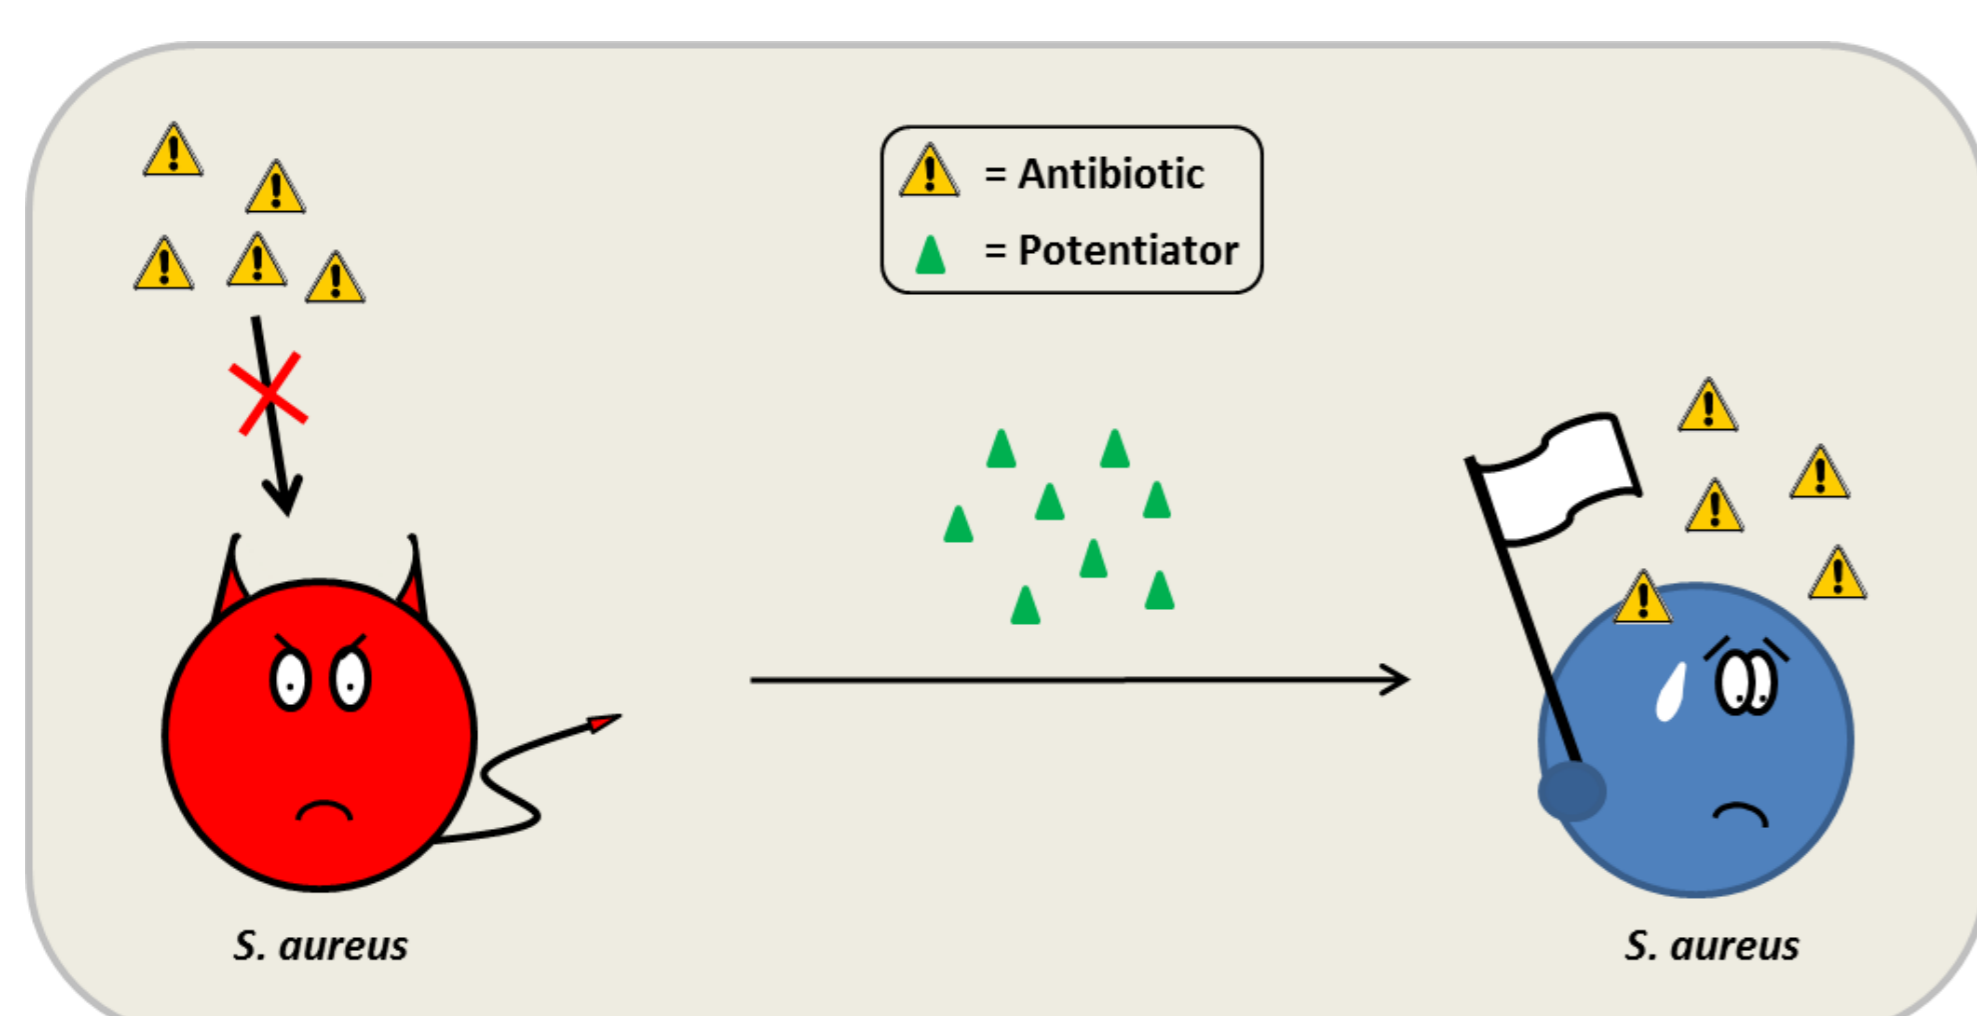 = Antibiotic
= Potentiator
S. aureus
S. aureus